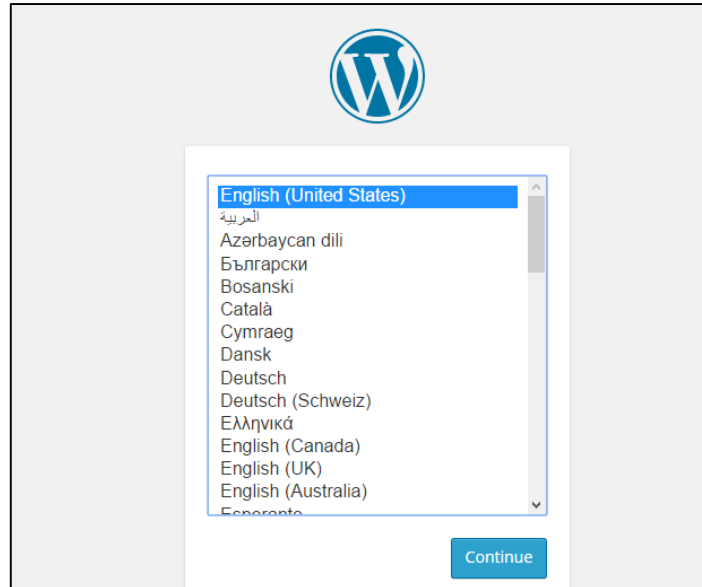 English (United States)
العربية
Azərbaycan dili
Български
Bosanski
Català
Cymraeg
Dansk
Deutsch
Deutsch (Schweiz)
Ελληνικά
English (Canada)
English (UK)
English (Australia)
Esperanto
Continue